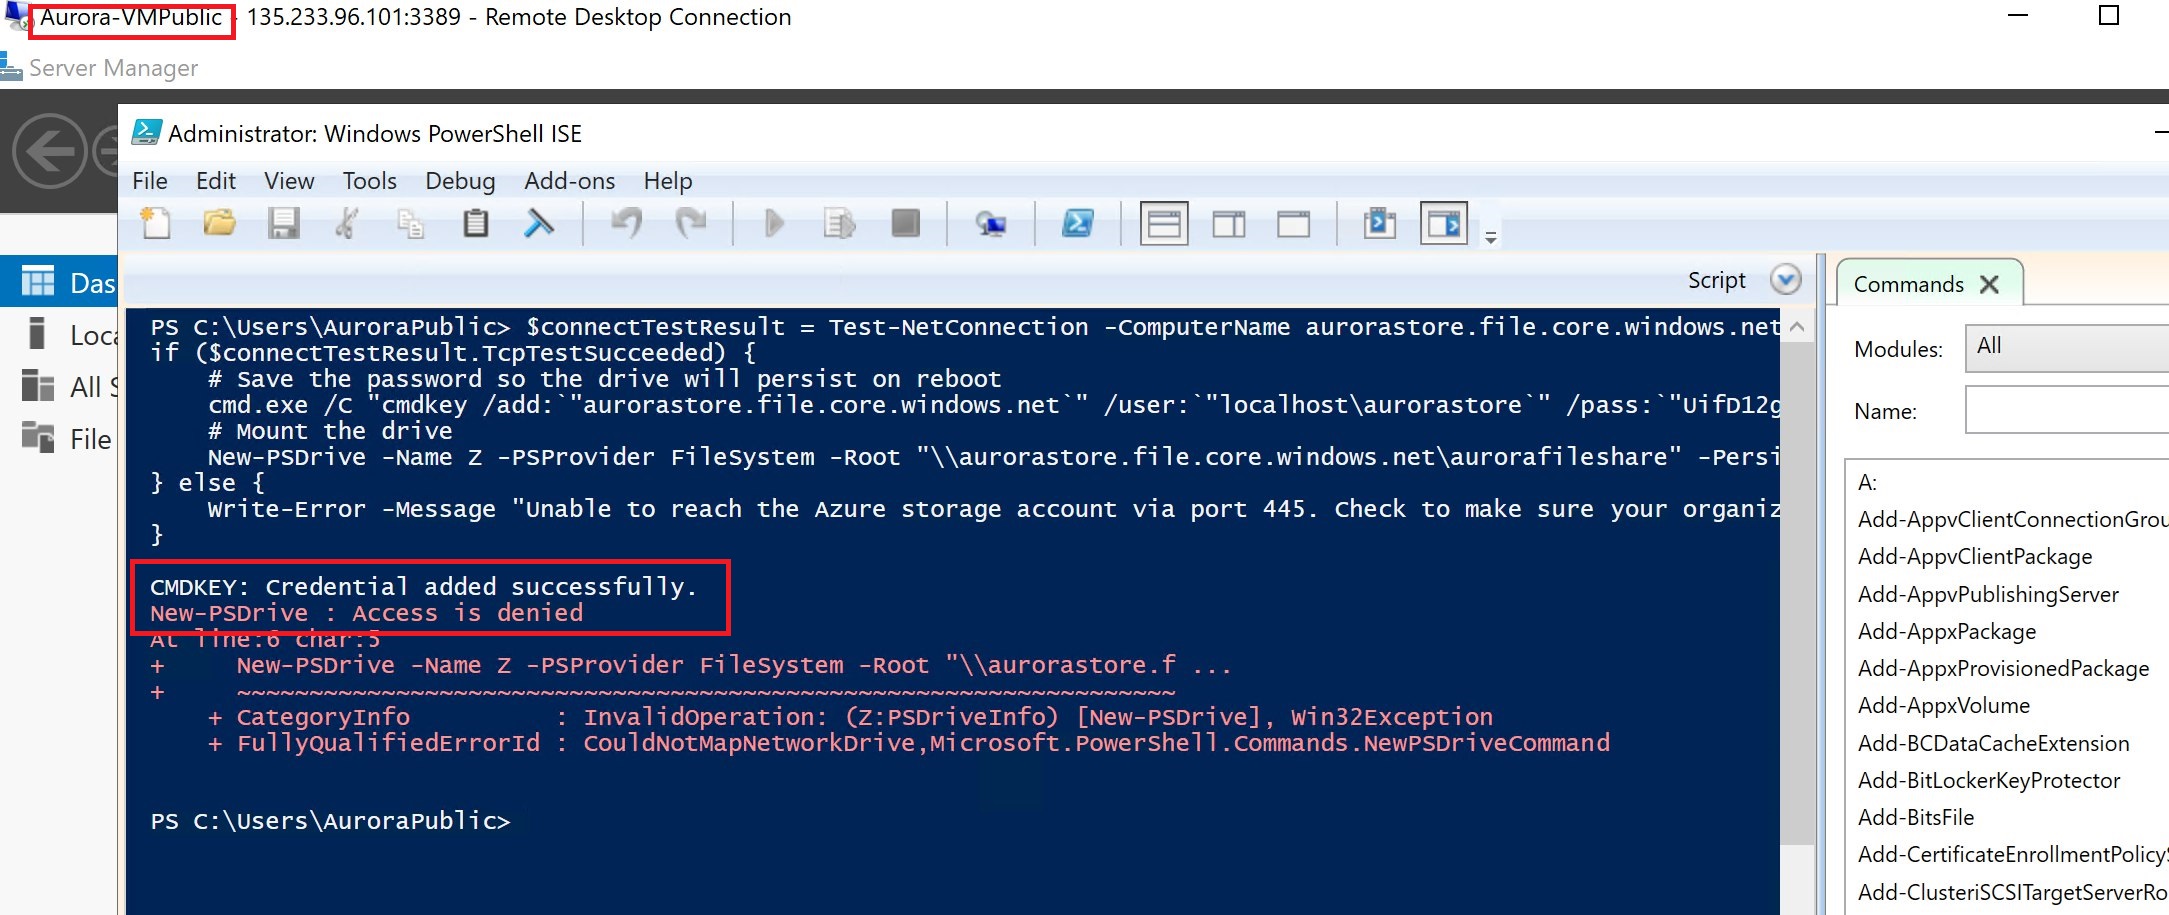 Aurora-VMPublic - 135.233.96.101:3389 - Remote Desktop Connection
Server Manager
Administrator: Windows PowerShell ISE
File Edit View Tools Debug Add-ons Help
Das
Loca
All S
File
Script
PS C:\Users\AuroraPublic> $connectTestResult = Test-NetConnection -ComputerName aurorastore.file.core.windows.net
if ($connectTestResult.TcpTestSucceeded) {
# Save the password so the drive will persist on reboot
cmd.exe /C "cmdkey /add:`"aurorastore.file.core.windows.net`" /user:`"localhost\aurorastore`" /pass:`"UifD12g
# Mount the drive
New-PSDrive -Name Z -PSProvider FileSystem -Root "\\aurorastore.file.core.windows.net\aurorafileshare" -Persi
} else {
Write-Error -Message "Unable to reach the Azure storage account via port 445. Check to make sure your organiz
}
CMDKEY: Credential added successfully.
New-PSDrive : Access is denied
At line:6 char:5
+ New-PSDrive -Name Z -PSProvider FileSystem -Root "\\aurorastore.f ...
+ ~~~~~~~~~~~~~~~~~~~~~~~~~~~~~~~~~~~~~~~~~~~~~~~~~~~~~~~~~~~~~~~~~
+ CategoryInfo : InvalidOperation: (Z:PSDriveInfo) [New-PSDrive], Win32Exception
+ FullyQualifiedErrorId : CouldNotMapNetworkDrive,Microsoft.PowerShell.Commands.NewPSDriveCommand
PS C:\Users\AuroraPublic>
Commands
Modules: All
Name:
A:
Add-AppvClientConnectionGrou
Add-AppvClientPackage
Add-AppvPublishingServer
Add-AppxPackage
Add-AppxProvisionedPackage
Add-AppxVolume
Add-BCDataCacheExtension
Add-BitLockerKeyProtector
Add-BitsFile
Add-CertificateEnrollmentPolicyS
Add-ClusteriSCSITargetServerRo